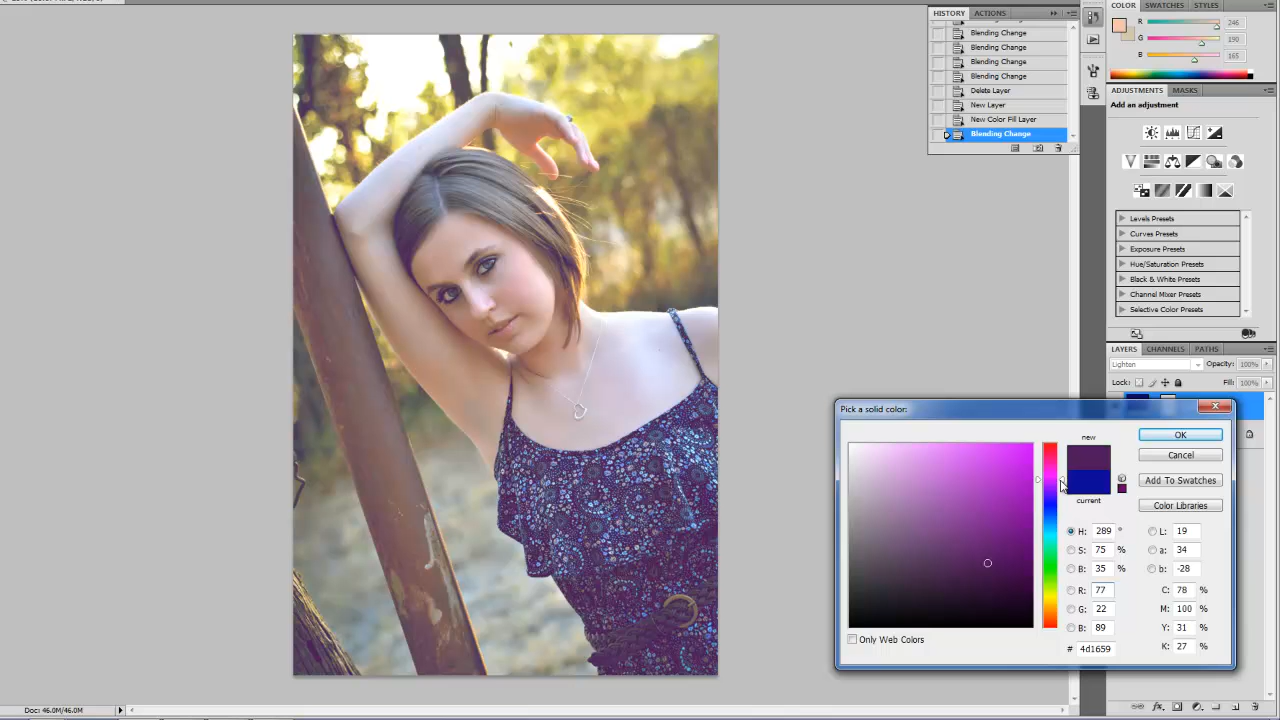 HISTORY ACTIONS
Blending Change
Blending Change
Blending Change
Blending Change
Delete Layer
New Layer
New Color Fill Layer
Blending Change
COLOR SWATCHES STYLES
R 246
G 190
B 165
ADJUSTMENTS MASKS
Add an adjustment
Levels Presets
Curves Presets
Exposure Presets
Hue/Saturation Presets
Black & White Presets
Channel Mixer Presets
Selective Color Presets
LAYERS CHANNELS PATHS
Lighten Opacity: 100%
Lock: Fill: 100%
Pick a solid color:
new
current
OK
Cancel
Add To Swatches
Color Libraries
H: 289 ° L: 19
S: 75 % a: 34
B: 35 % b: -28
R: 77 C: 78 %
G: 22 M: 100 %
B: 89 Y: 31 %
# 4d1659 K: 27 %
Only Web Colors
Doc: 46.0M/46.0M